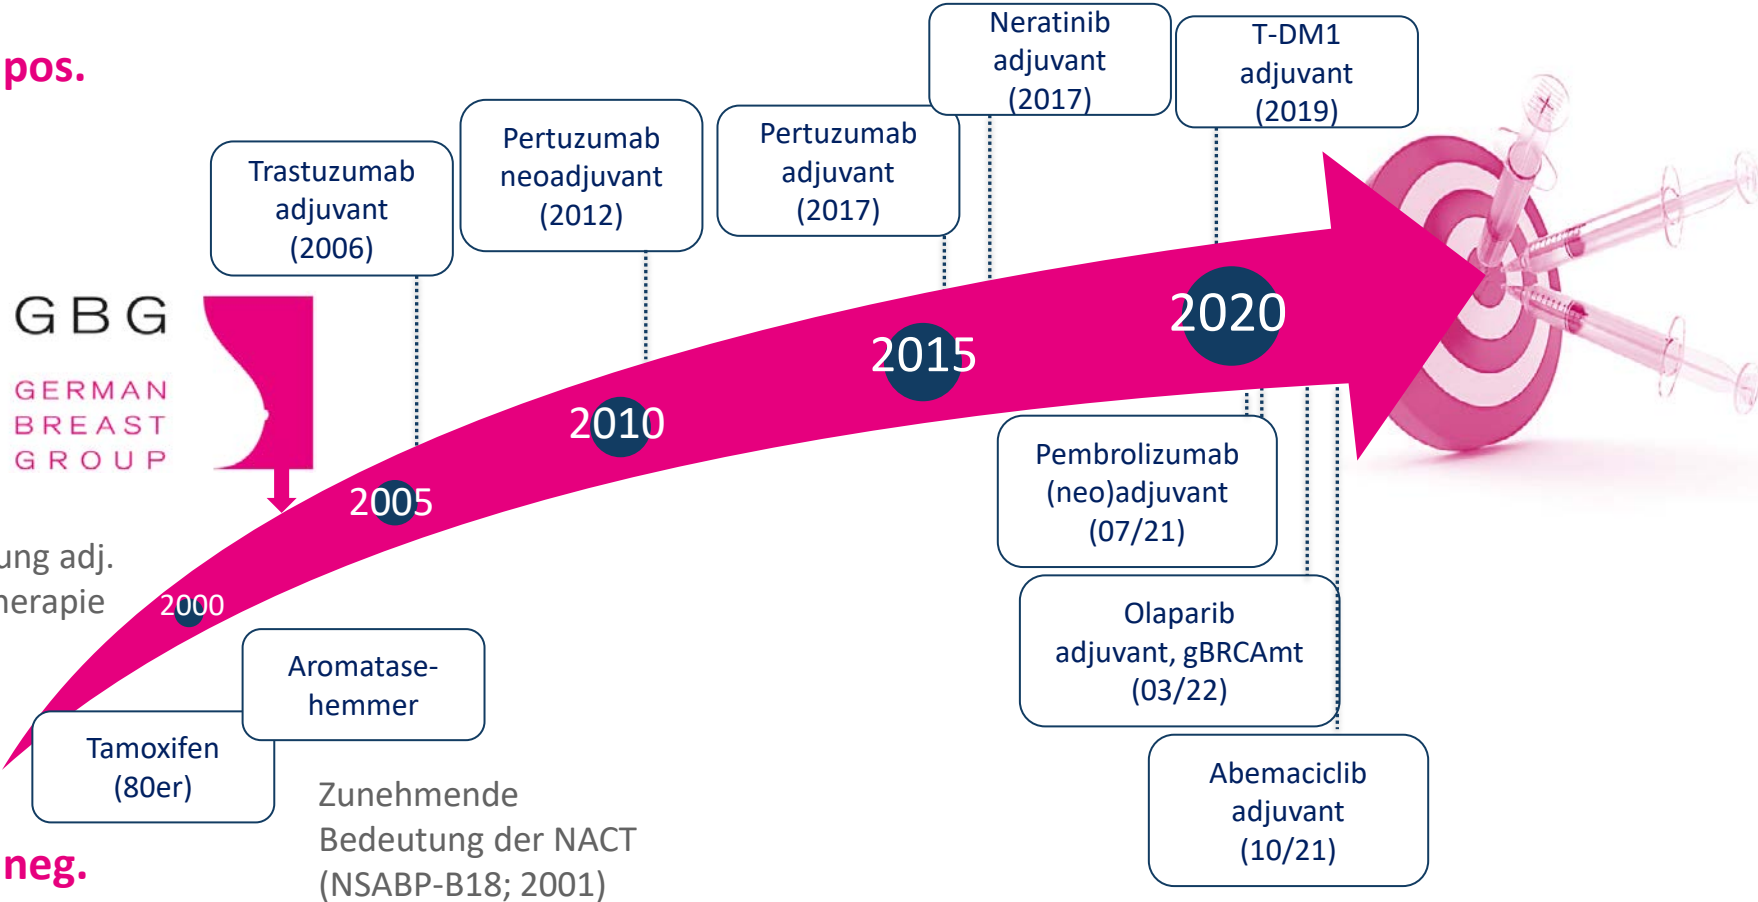 pos.
Neratinib
adjuvant
(2017)
T-DM1
adjuvant
(2019)
Pertuzumab
neoadjuvant
(2012)
Pertuzumab
adjuvant
(2017)
Trastuzumab
adjuvant
(2006)
GBG
GERMAN
BREAST
GROUP
2020
2015
2010
2005
2000
ung adj.
herapie
Pembrolizumab
(neo)adjuvant
(07/21)
Olaparib
adjuvant, gBRCAmt
(03/22)
Abemaciclib
adjuvant
(10/21)
Aromatase-
hemmer
Tamoxifen
(80er)
Zunehmende
Bedeutung der NACT
(NSABP-B18; 2001)
neg.